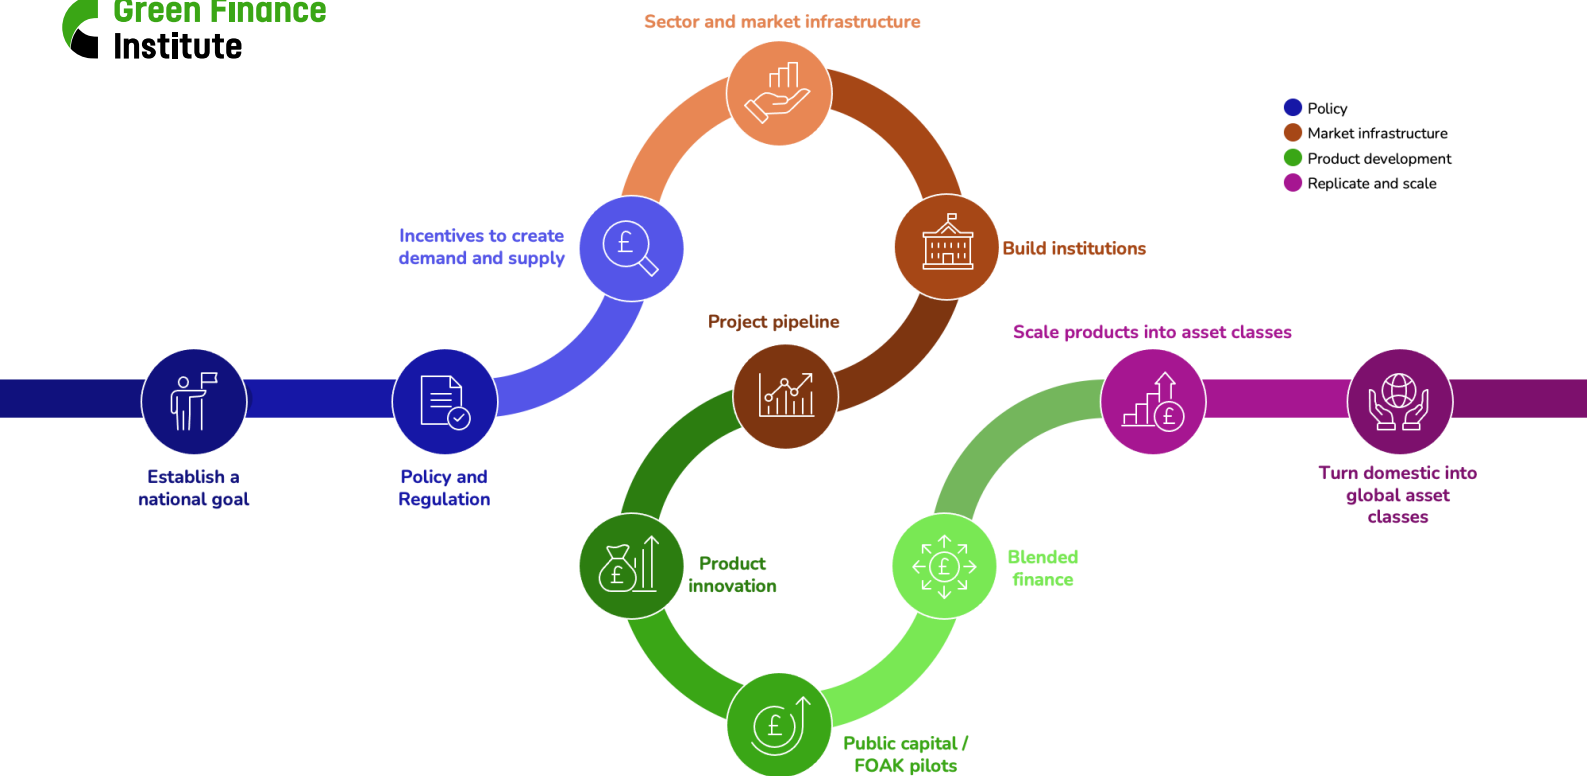 Green Finance
Institute
Sector and market infrastructure
Policy
Market infrastructure
Product development
Replicate and scale
Incentives to create
demand and supply
£
Build institutions
Project pipeline
Scale products into asset classes
£
Establish a
national goal
Policy and
Regulation
Turn domestic into
global asset
classes
£
Product
innovation
£
Blended
finance
£
Public capital /
FOAK pilots